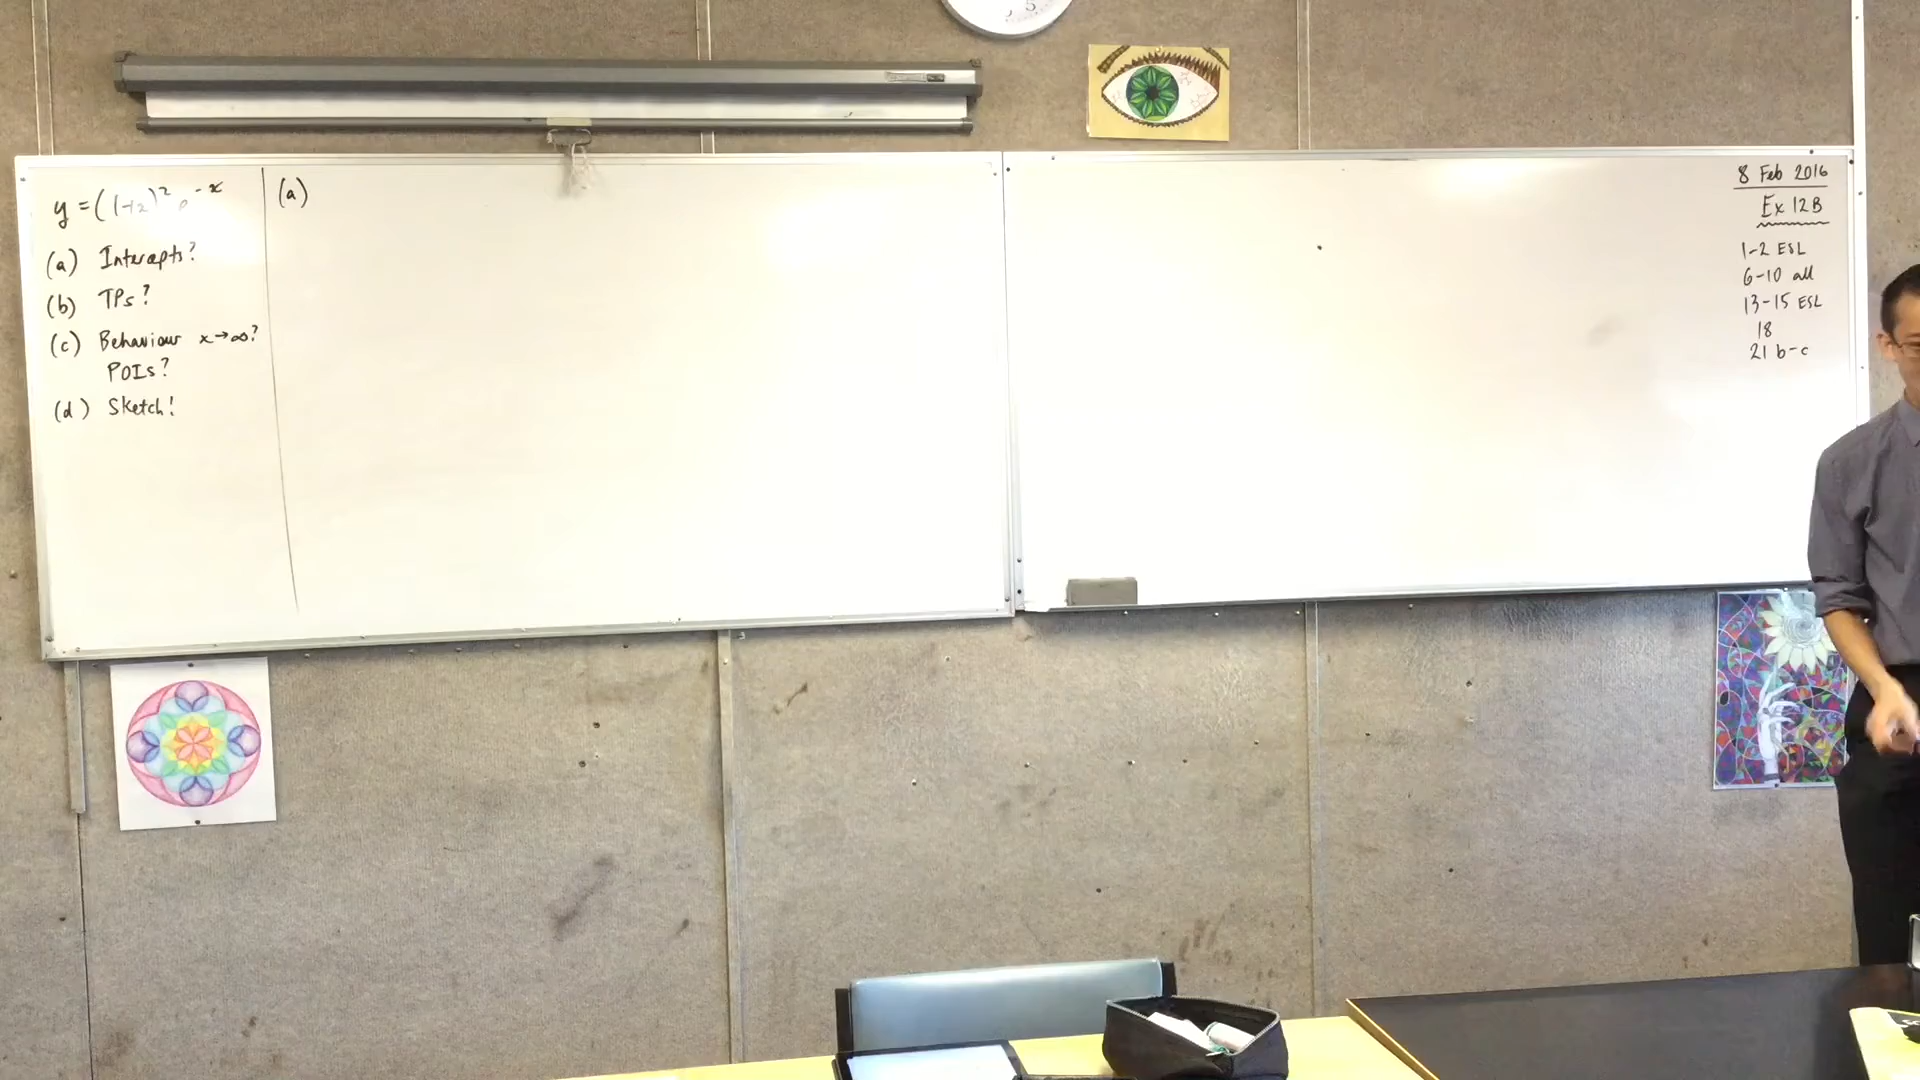 y = ( 1-x )² e^-x
(a) Intercepts?
(b) TPs?
(c) Behaviour x→∞?
POIs?
(d) Sketch!
(a)
8 Feb 2016
Ex 12B
1-2 ESL
6-10 all
13-15 ESL
18
21 b-c
5